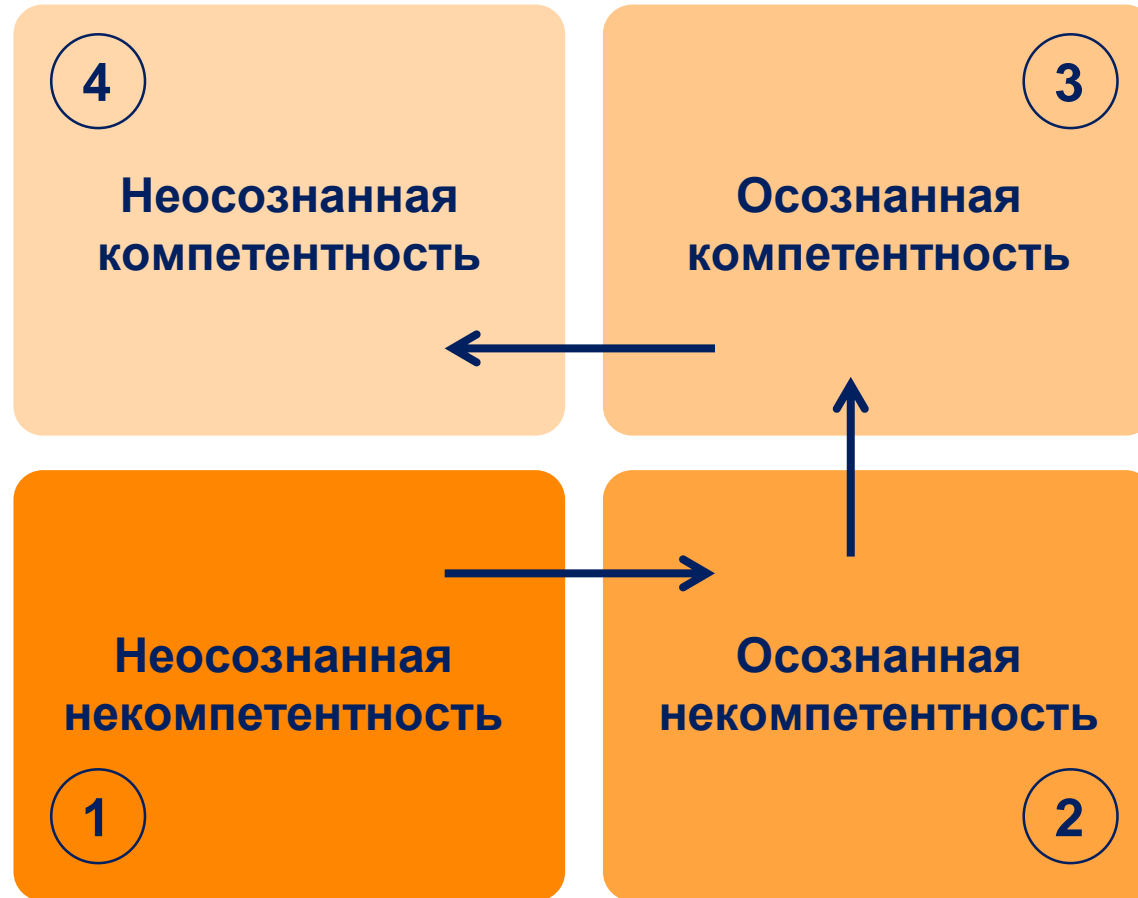 4
Неосознанная
компетентность
3
Осознанная
компетентность
Неосознанная
некомпетентность
1
Осознанная
некомпетентность
2